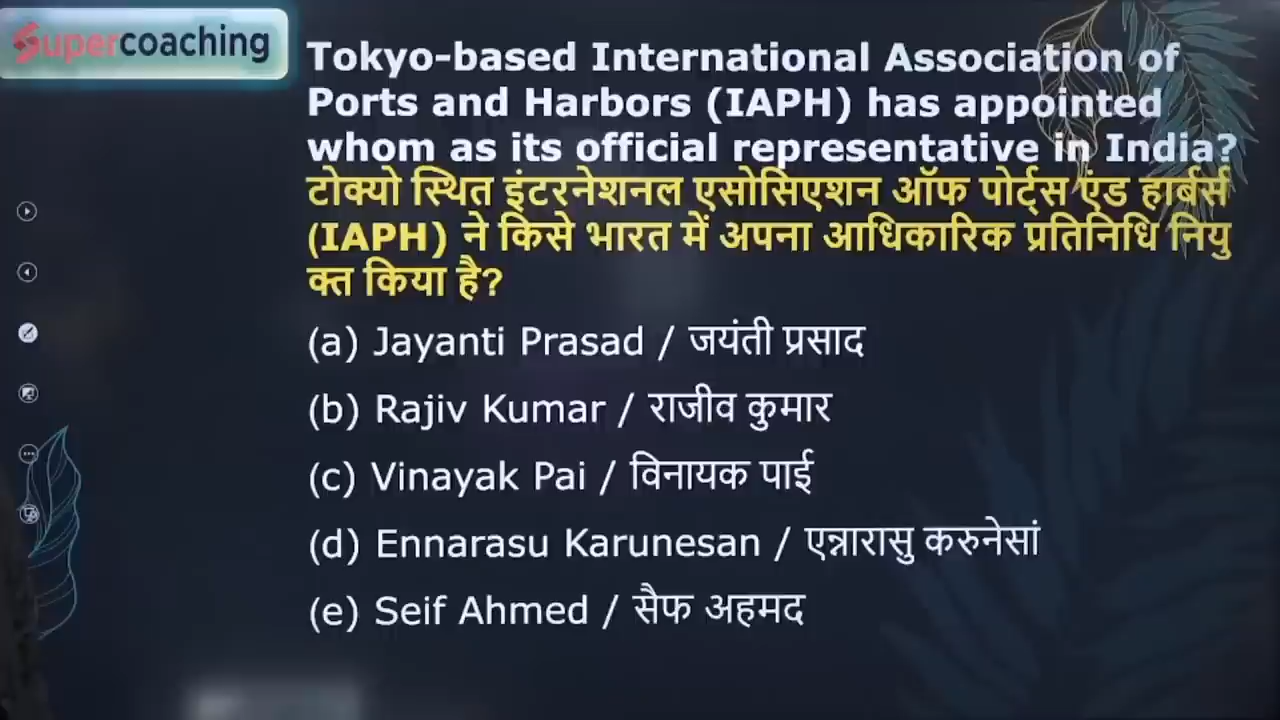 Supercoaching
Tokyo-based International Association of
Ports and Harbors (IAPH) has appointed
whom as its official representative in India?
टोक्यो स्थित इंटरनेशनल एसोसिएशन ऑफ पोर्ट्स एंड हार्बर्स
(IAPH) ने किसे भारत में अपना आधिकारिक प्रतिनिधि नियु
क्त किया है?
(a) Jayanti Prasad / जयंती प्रसाद
(b) Rajiv Kumar / राजीव कुमार
(c) Vinayak Pai / विनायक पाई
(d) Ennarasu Karunesan / एन्नारासु करुनेसां
(e) Seif Ahmed / सैफ अहमद